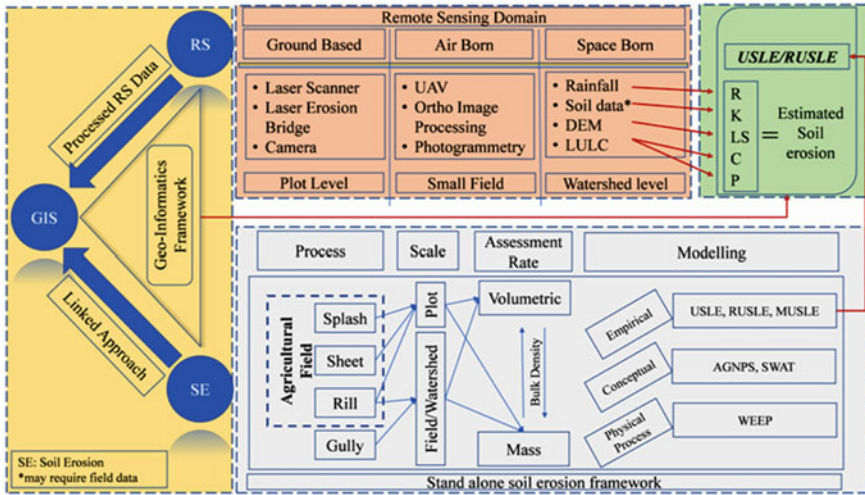 RS
Processed RS Data
GIS
Geo-Informatics
Framework
Linked Approach
SE
SE: Soil Erosion
*may require field data
Remote Sensing Domain
Ground Based
Air Born
Space Born
• Laser Scanner
• Laser Erosion
Bridge
• Camera
• UAV
• Ortho Image
Processing
• Photogrammetry
• Rainfall
• Soil data*
• DEM
• LULC
Plot Level
Small Field
Watershed level
USLE/RUSLE
R
K
LS
C
P
=
Estimated
Soil
erosion
Process
Scale
Assessment
Rate
Modelling
Agricultural
Field
Splash
Sheet
Rill
Gully
Plot
Field/Watershed
Volumetric
Bulk Density
Mass
Empirical
USLE, RUSLE, MUSLE
Conceptual
AGNPS, SWAT
Physical
Process
WEEP
Stand alone soil erosion framework